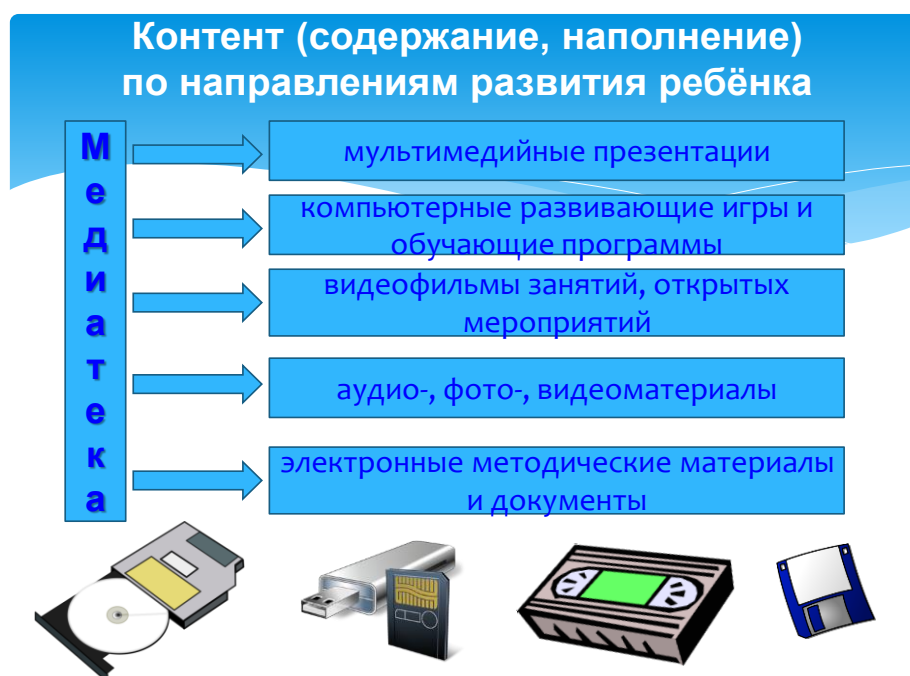 Контент (содержание, наполнение)
по направлениям развития ребёнка
Медиатека
мультимедийные презентации
компьютерные развивающие игры и
обучающие программы
видеофильмы занятий, открытых
мероприятий
аудио-, фото-, видеоматериалы
электронные методические материалы
и документы